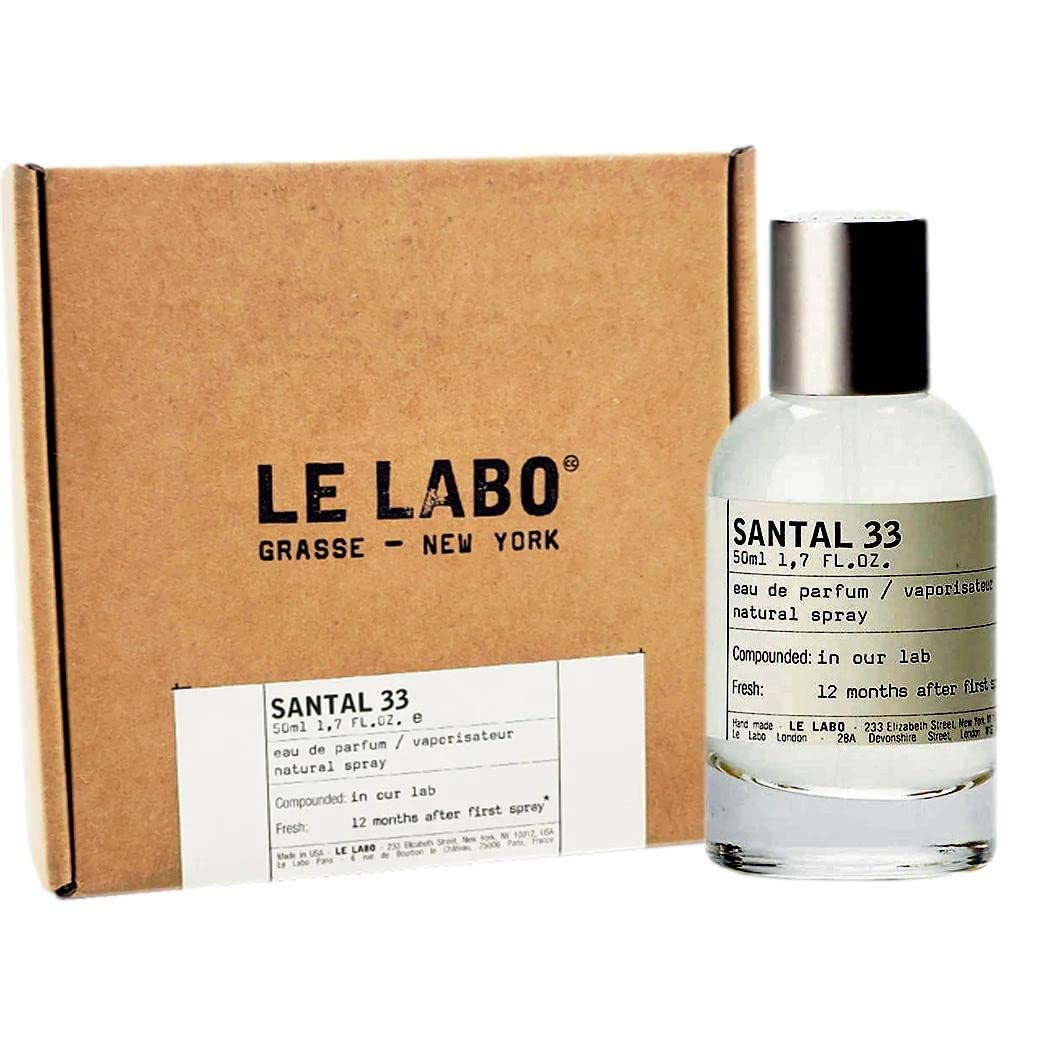 LE LABO
GRASSE — NEW YORK
SANTAL 33
50ml 1,7 FL.OZ. e
eau de parfum / vaporisateur
natural spray
Compounded: in our lab
Fresh: 12 months after first spray*
Made in USA - LE LABO - 233 Elizabeth Street, New York, NY 10012, USA
Le Labo Paris - 6 rue de Bourbon le Château, 75006 Paris, France
SANTAL 33
50ml 1,7 FL.OZ.
eau de parfum / vaporisateur
natural spray
Compounded: in our lab
Fresh: 12 months after first
Hand made - LE LABO - 233 Elizabeth Street, New York,
Le Labo London - 28A Devonshire Street, London